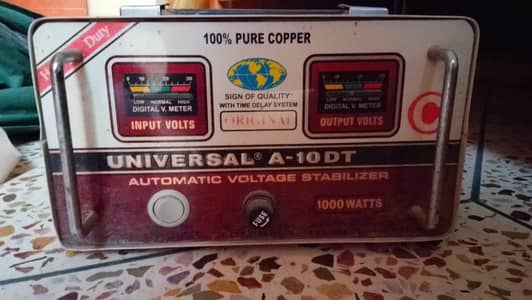 Heavy Duty
100% PURE COPPER
LOW NORMAL HIGH
DIGITAL V. METER
INPUT VOLTS
SIGN OF QUALITY
WITH TIME DELAY SYSTEM
ORIGINAL
LOW NORMAL HIGH
DIGITAL V. METER
OUTPUT VOLTS
C
UNIVERSAL® A-10DT
AUTOMATIC VOLTAGE STABILIZER
FUSE
1000 WATTS